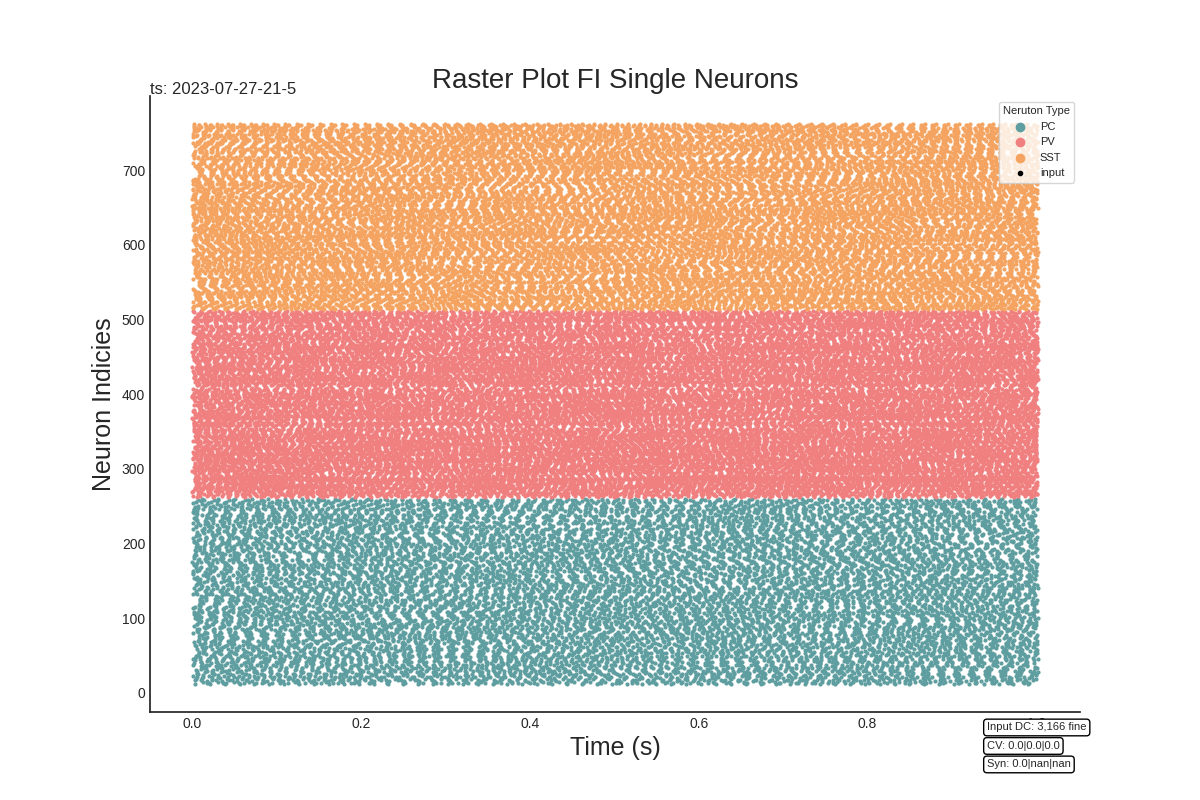 Raster Plot FI Single Neurons
ts: 2023-07-27-21-5
Neruton Type
PC
PV
SST
input
700
600
500
400
300
200
100
0
Neuron Indicies
0.0 0.2 0.4 0.6 0.8
Time (s)
Input DC: 3,166 fine
CV: 0.0|0.0|0.0
Syn: 0.0|nan|nan